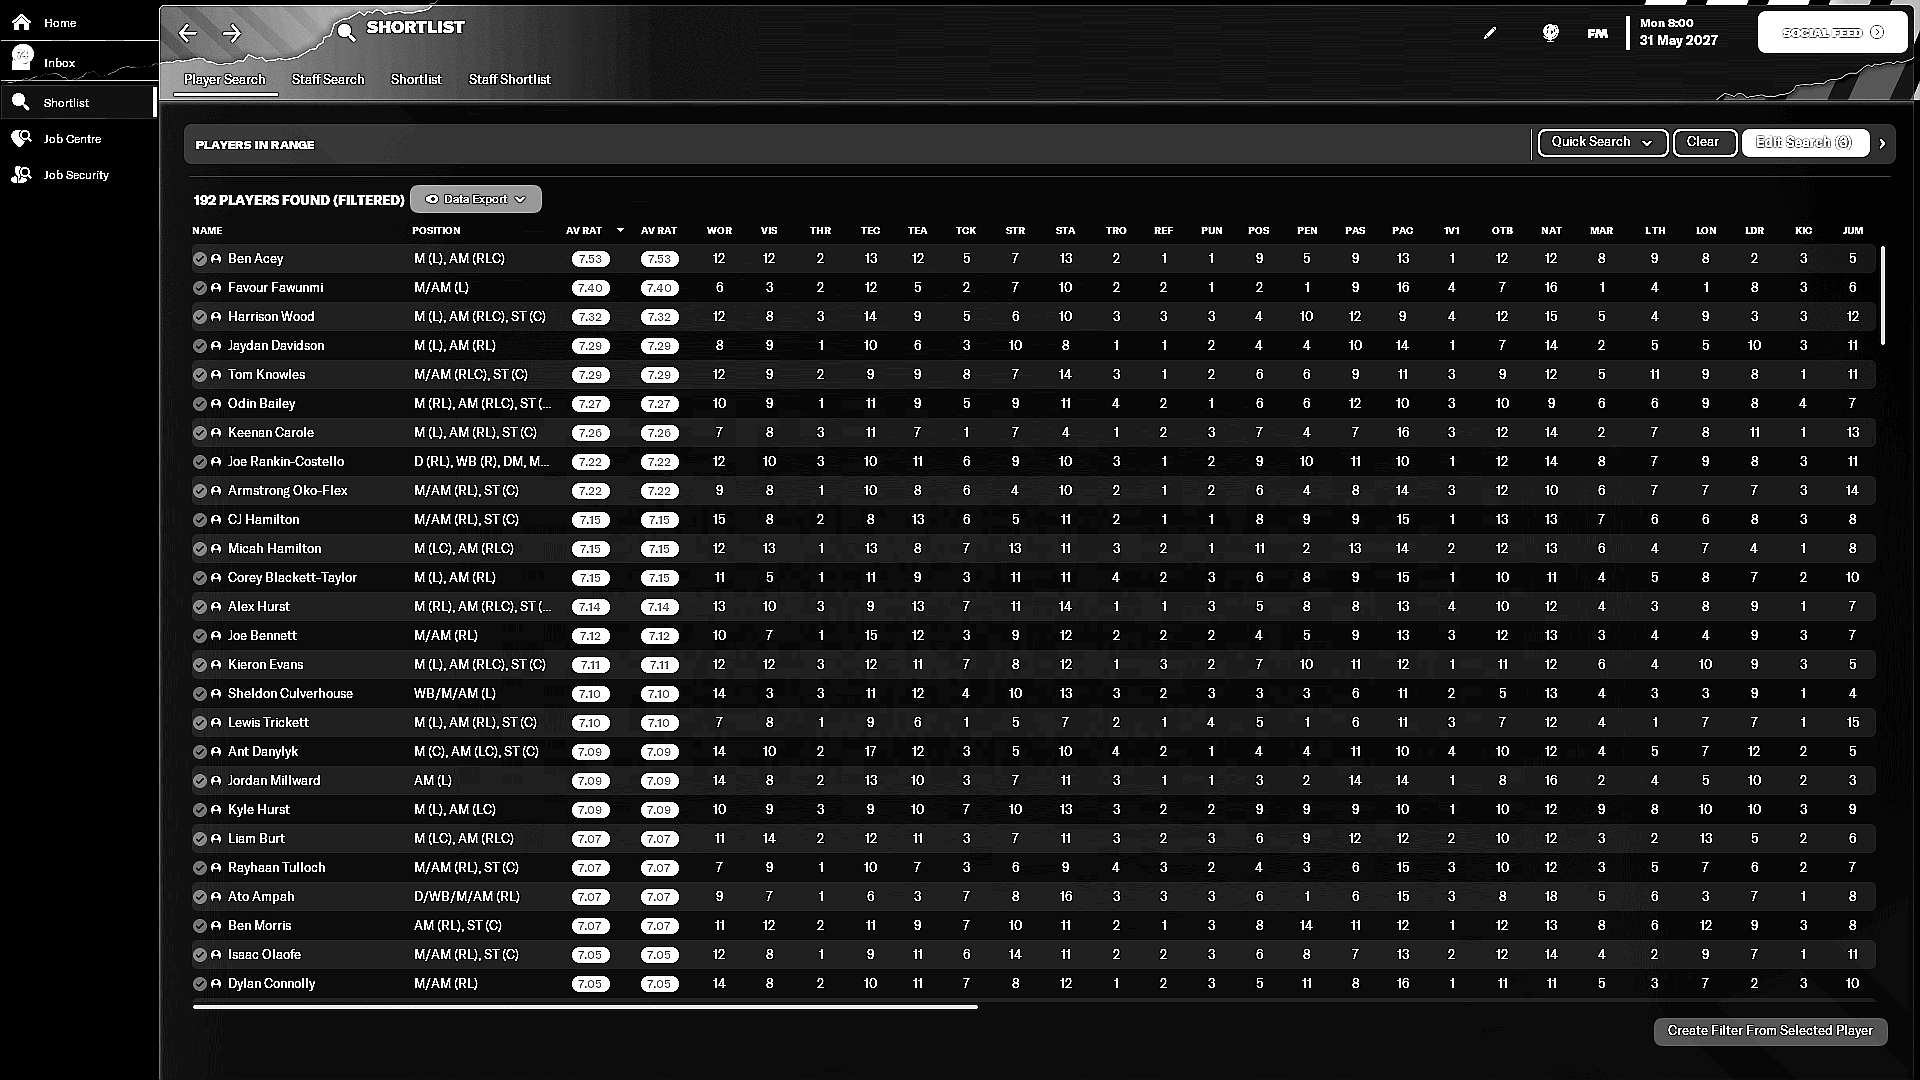 Home
Inbox
Shortlist
Job Centre
Job Security
SHORTLIST
FM
Mon 8:00
31 May 2027
SOCIAL FEED
Player Search Staff Search Shortlist Staff Shortlist
PLAYERS IN RANGE
Quick Search Clear Edit Search (3)
192 PLAYERS FOUND (FILTERED) Data Export
NAME POSITION AV RAT AV RAT WOR VIS THR TEC TEA TCK STR STA TRO REF PUN POS PEN PAS PAC 1V1 OTB NAT MAR LTH LON LDR KIC JUM
Ben Acey M (L), AM (RLC) 7.53 7.53 12 12 2 13 12 5 7 13 2 1 1 9 5 9 13 1 12 12 8 9 8 2 3 5
Favour Fawunmi M/AM (L) 7.40 7.40 6 3 2 12 5 2 7 10 2 2 1 2 1 9 16 4 7 16 1 4 1 8 3 6
Harrison Wood M (L), AM (RLC), ST (C) 7.32 7.32 12 8 3 14 9 5 6 10 3 3 3 4 10 12 9 4 12 15 5 4 9 3 3 12
Jaydan Davidson M (L), AM (RL) 7.29 7.29 8 9 1 10 6 3 10 8 1 1 2 4 4 10 14 1 7 14 2 5 5 10 3 11
Tom Knowles M/AM (RLC), ST (C) 7.29 7.29 12 9 2 9 9 8 7 14 3 1 2 6 6 9 11 3 9 12 5 11 9 8 1 11
Odin Bailey M (RL), AM (RLC), ST (... 7.27 7.27 10 9 1 11 9 5 9 11 4 2 1 6 6 12 10 3 10 9 6 6 9 8 4 7
Keenan Carole M (L), AM (RL), ST (C) 7.26 7.26 7 8 3 11 7 1 7 4 1 2 3 7 4 7 16 3 12 14 2 7 8 11 1 13
Joe Rankin-Costello D (RL), WB (R), DM, M... 7.22 7.22 12 10 3 10 11 6 9 10 3 1 2 9 10 11 10 1 12 14 8 7 9 8 3 11
Armstrong Oko-Flex M/AM (RL), ST (C) 7.22 7.22 9 8 1 10 8 6 4 10 2 1 2 6 4 8 14 3 12 10 6 7 7 7 3 14
CJ Hamilton M/AM (RL), ST (C) 7.15 7.15 15 8 2 8 13 6 5 11 2 1 1 8 9 9 15 1 13 13 7 6 6 8 3 8
Micah Hamilton M (LC), AM (RLC) 7.15 7.15 12 13 1 13 8 7 13 11 3 2 1 11 2 13 14 2 12 13 6 4 7 4 1 8
Corey Blackett-Taylor M (L), AM (RL) 7.15 7.15 11 5 1 11 9 3 11 11 4 2 3 6 8 9 15 1 10 11 4 5 8 7 2 10
Alex Hurst M (RL), AM (RLC), ST (... 7.14 7.14 13 10 3 9 13 7 11 14 1 1 3 5 8 8 13 4 10 12 4 3 8 9 1 7
Joe Bennett M/AM (RL) 7.12 7.12 10 7 1 15 12 3 9 12 2 2 2 4 5 9 13 3 12 13 3 4 4 9 3 7
Kieron Evans M (L), AM (RLC), ST (C) 7.11 7.11 12 12 3 12 11 7 8 12 1 3 2 7 10 11 12 1 11 12 6 4 10 9 3 5
Sheldon Culverhouse WB/M/AM (L) 7.10 7.10 14 3 3 11 12 4 10 13 3 2 3 3 3 6 11 2 5 13 4 3 3 9 1 4
Lewis Trickett M (L), AM (RL), ST (C) 7.10 7.10 7 8 1 9 6 1 5 7 2 1 4 5 1 6 11 3 7 12 4 1 7 7 1 15
Ant Danylyk M (C), AM (LC), ST (C) 7.09 7.09 14 10 2 17 12 3 5 10 4 2 1 4 4 11 10 4 10 12 4 5 7 12 2 5
Jordan Millward AM (L) 7.09 7.09 14 8 2 13 10 3 7 11 3 1 1 3 2 14 14 1 8 16 2 4 5 10 2 3
Kyle Hurst M (L), AM (LC) 7.09 7.09 10 9 3 9 10 7 10 13 3 2 2 9 9 9 10 1 10 12 9 8 10 10 3 9
Liam Burt M (LC), AM (RLC) 7.07 7.07 11 14 2 12 11 3 7 11 3 2 3 6 9 12 12 2 10 12 3 2 13 5 2 6
Rayhaan Tulloch M/AM (RL), ST (C) 7.07 7.07 7 9 1 10 7 3 6 9 4 3 2 4 3 6 15 3 10 12 3 5 7 6 2 7
Ato Ampah D/WB/M/AM (RL) 7.07 7.07 9 7 1 6 3 7 8 16 3 3 3 6 1 6 15 3 8 18 5 6 3 7 1 8
Ben Morris AM (RL), ST (C) 7.07 7.07 11 12 2 11 9 7 10 11 2 1 3 8 14 11 12 1 12 13 8 6 12 9 3 8
Isaac Olaofe M/AM (RL), ST (C) 7.05 7.05 12 8 1 9 11 6 14 11 2 2 3 6 8 7 13 2 12 14 4 2 9 7 1 11
Dylan Connolly M/AM (RL) 7.05 7.05 14 8 2 10 11 7 8 12 1 2 3 5 11 8 16 1 11 11 5 3 7 2 3 10
Create Filter From Selected Player